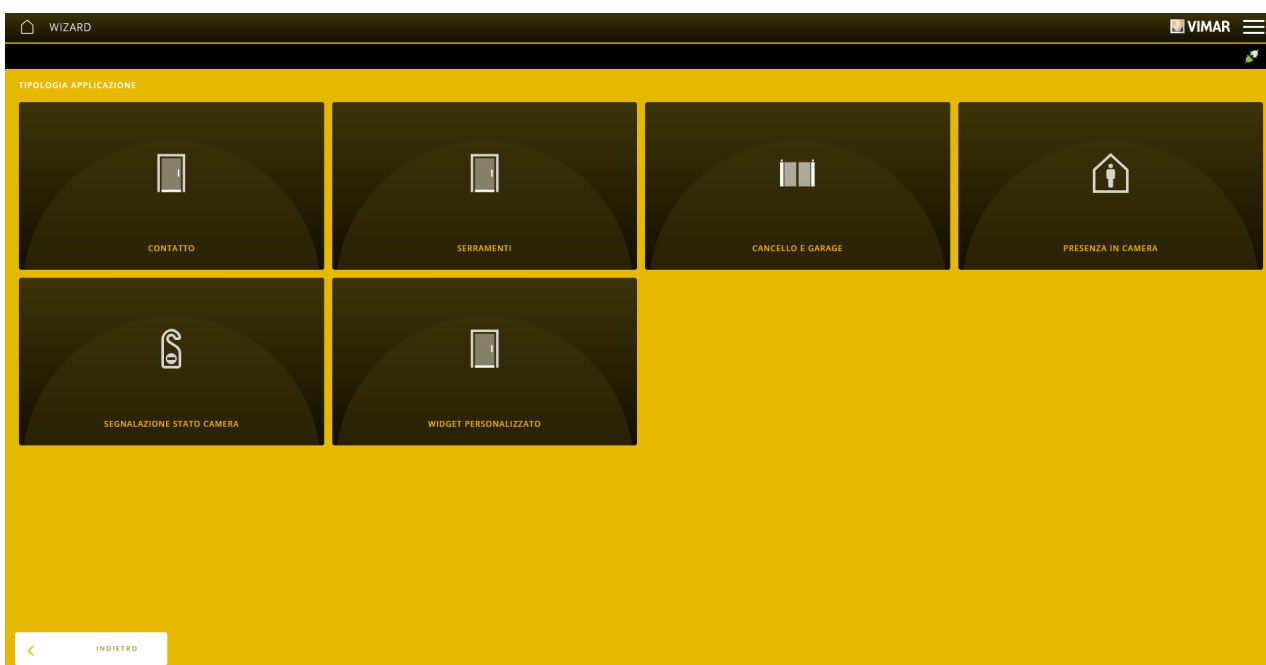 WIZARD
VIMAR
TIPOLOGIA APPLICAZIONE
CONTATTO
SERRAMENTI
CANCELLO E GARAGE
PRESENZA IN CAMERA
SEGNALAZIONE STATO CAMERA
WIDGET PERSONALIZZATO
INDIETRO